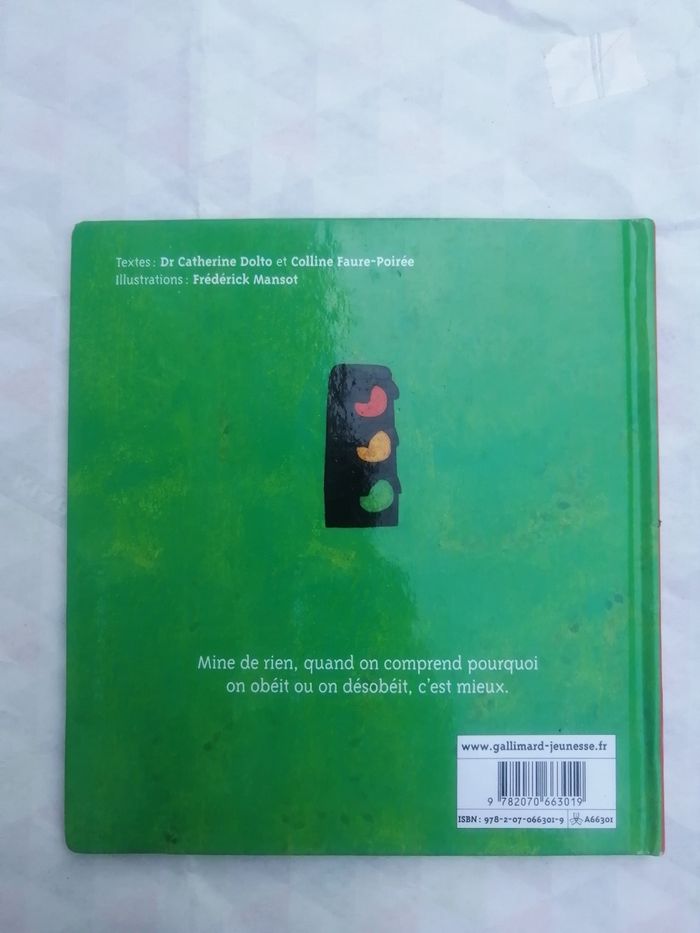 Textes : Dr Catherine Dolto et Colline Faure-Poirée
Illustrations : Frédérick Mansot
Mine de rien, quand on comprend pourquoi
on obéit ou on désobéit, c'est mieux.
www.gallimard-jeunesse.fr
9 782070 663019
ISBN : 978-2-07-066301-9 A66301